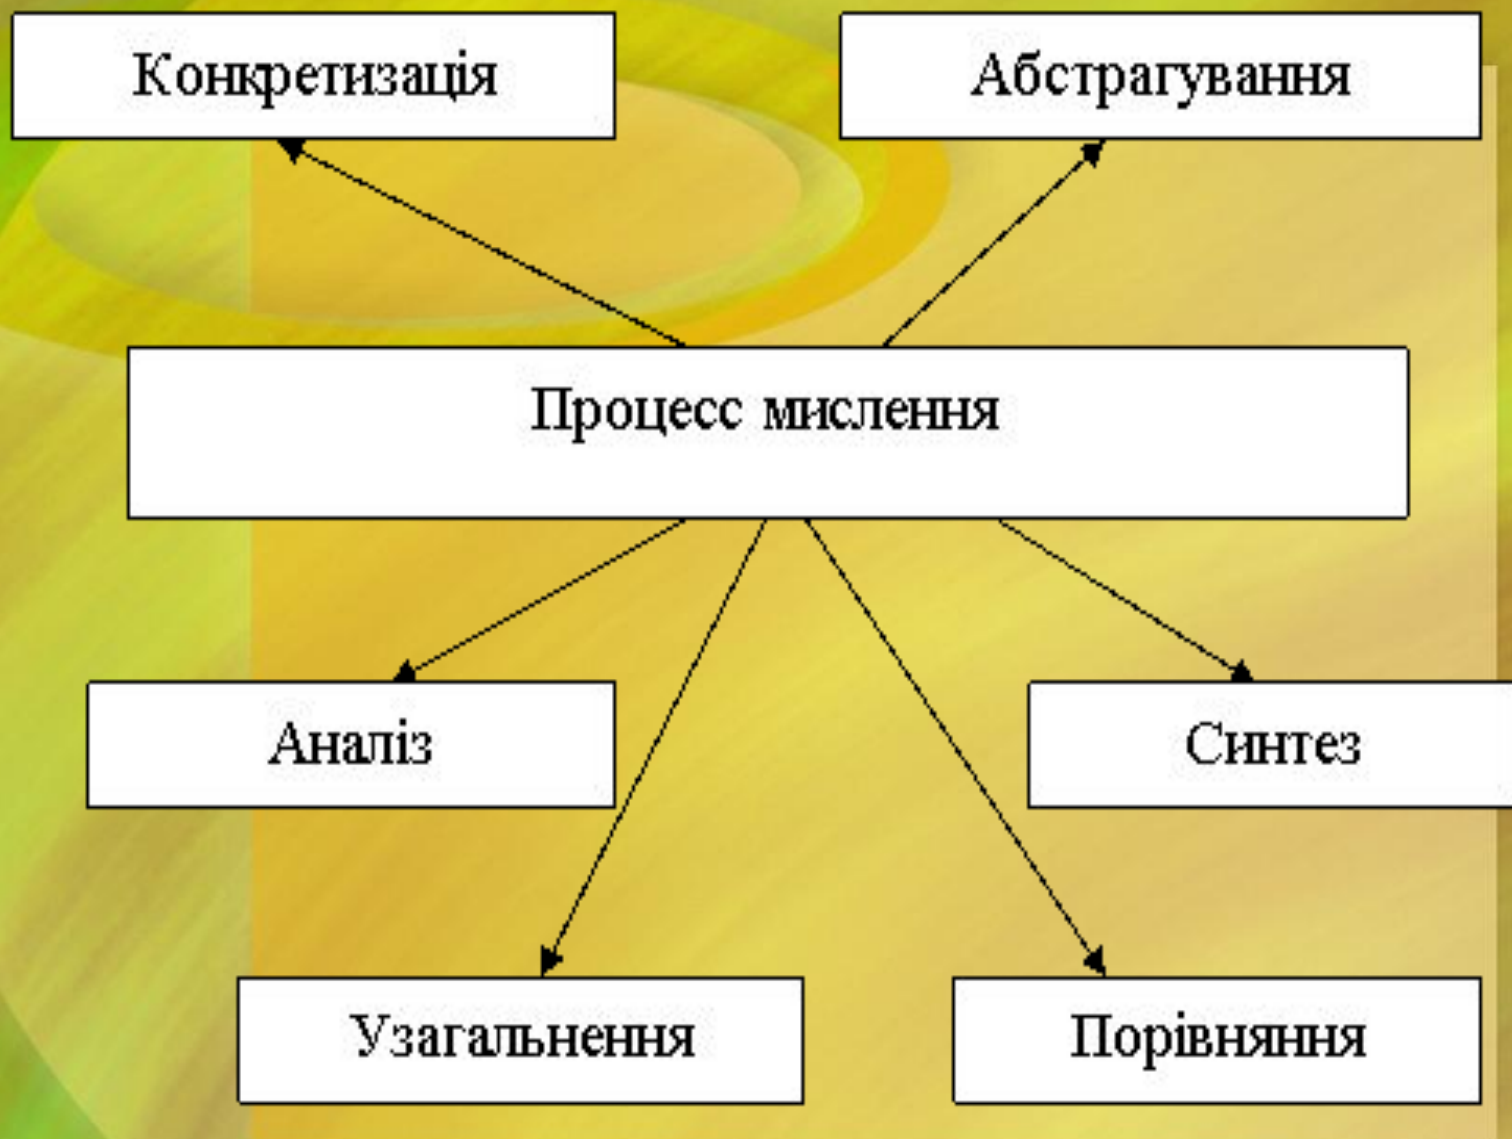 Конкретизація
Абстрагування
Процесс мислення
Аналіз
Синтез
Узагальнення
Порівняння